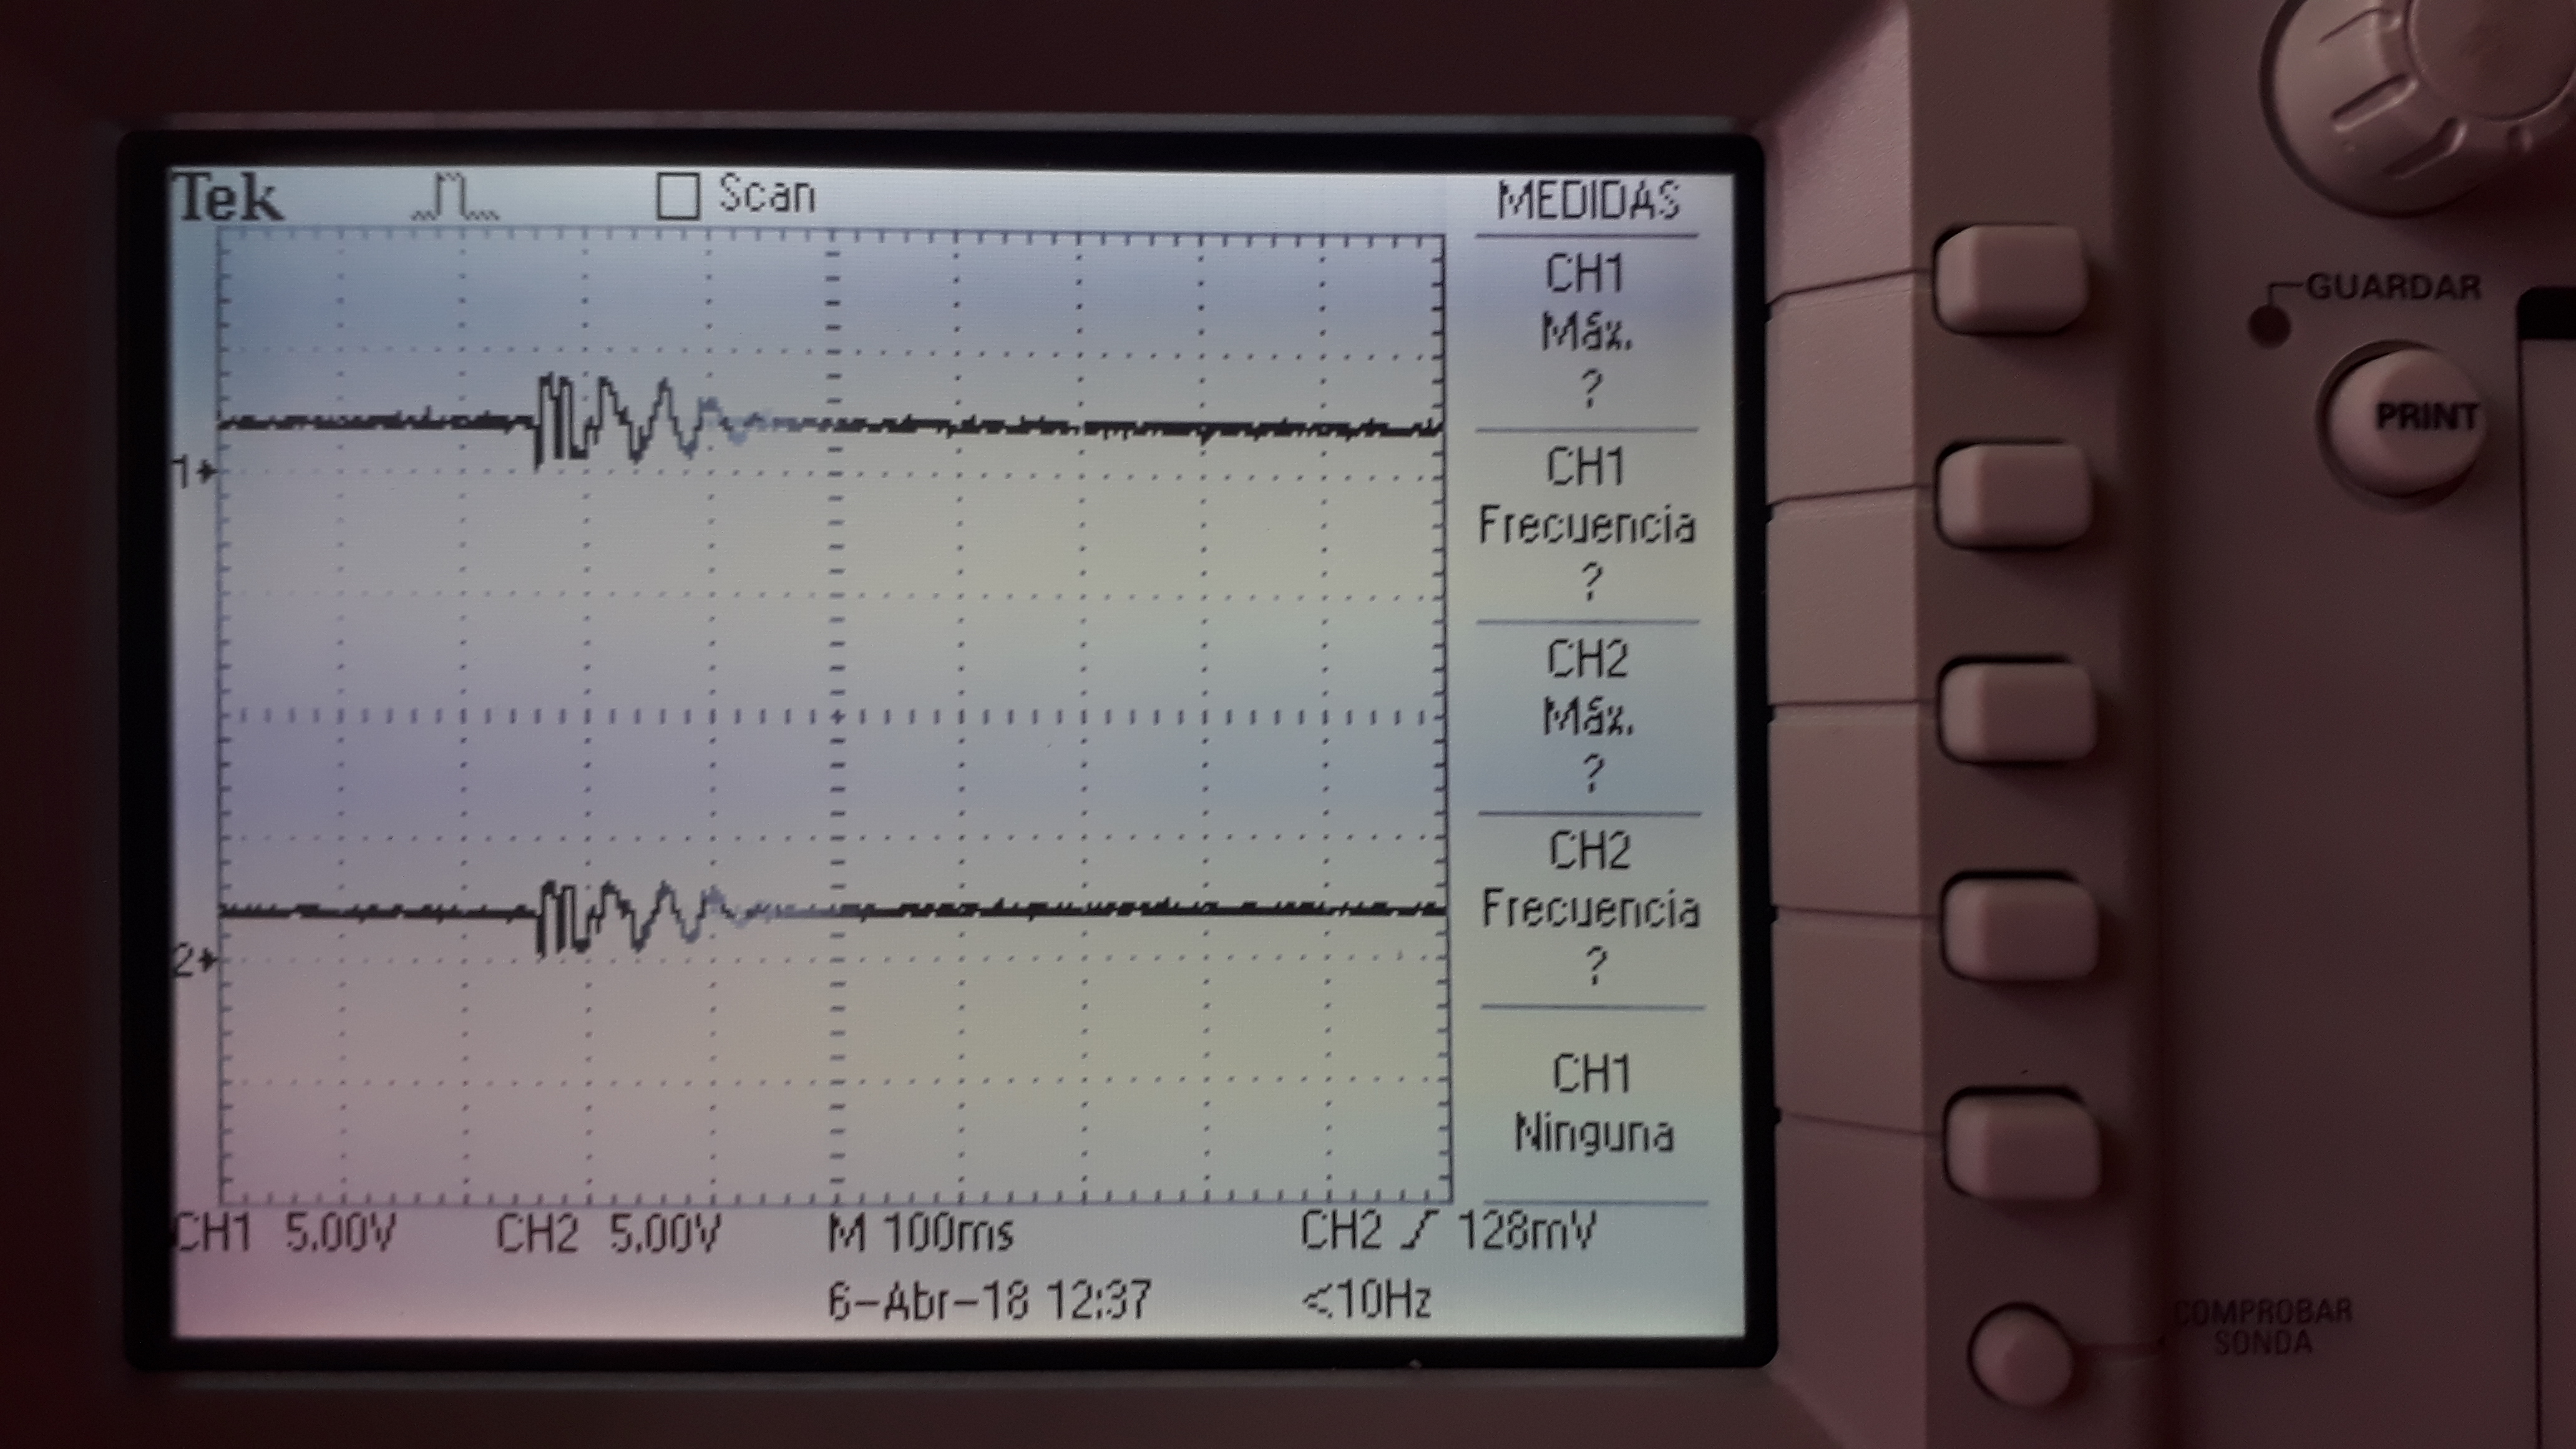 Tek Scan MEDIDAS
CH1
Máx.
?
CH1
Frecuencia
?
CH2
Máx.
?
CH2
Frecuencia
?
CH1
Ninguna
1
2
CH1 5.00V CH2 5.00V M 100ms CH2 128mV
6-Abr-18 12:37 <10Hz
GUARDAR
PRINT
COMPROBAR
SONDA